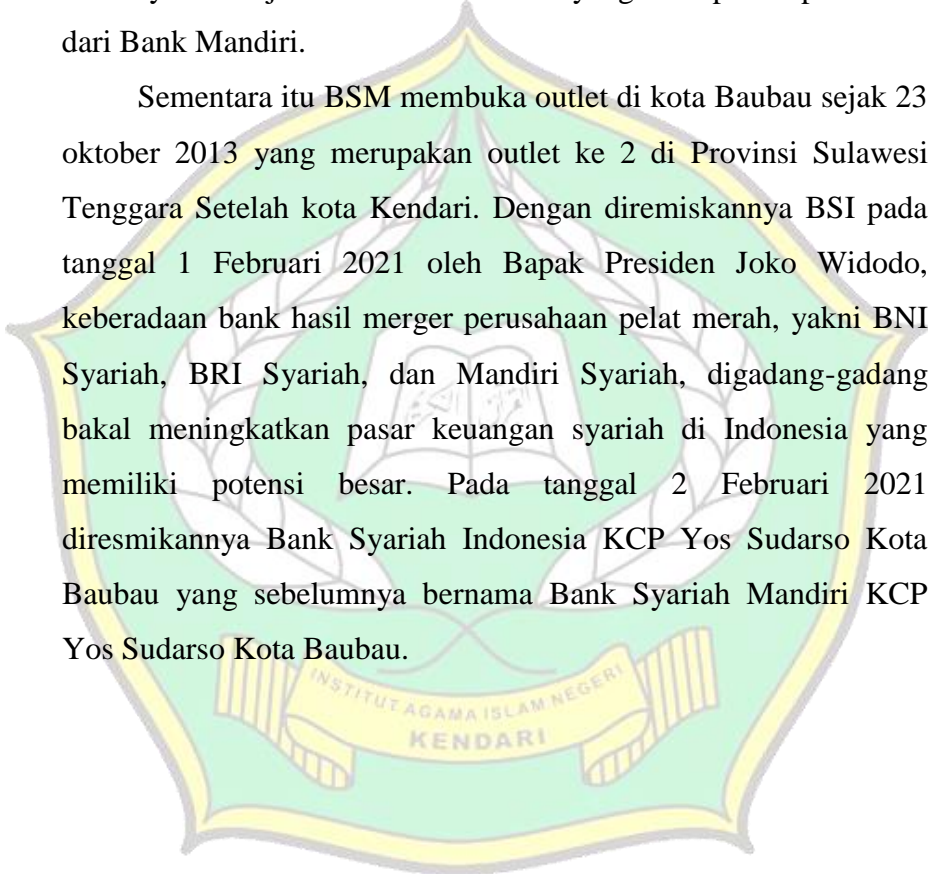 dari Bank Mandiri.
Sementara itu BSM membuka outlet di kota Baubau sejak 23
oktober 2013 yang merupakan outlet ke 2 di Provinsi Sulawesi
Tenggara Setelah kota Kendari. Dengan diremiskannya BSI pada
tanggal 1 Februari 2021 oleh Bapak Presiden Joko Widodo,
keberadaan bank hasil merger perusahaan pelat merah, yakni BNI
Syariah, BRI Syariah, dan Mandiri Syariah, digadang-gadang
bakal meningkatkan pasar keuangan syariah di Indonesia yang
memiliki potensi besar. Pada tanggal 2 Februari 2021
diresmikannya Bank Syariah Indonesia KCP Yos Sudarso Kota
Baubau yang sebelumnya bernama Bank Syariah Mandiri KCP
Yos Sudarso Kota Baubau.
INSTITUT AGAMA ISLAM NEGERI
KENDARI